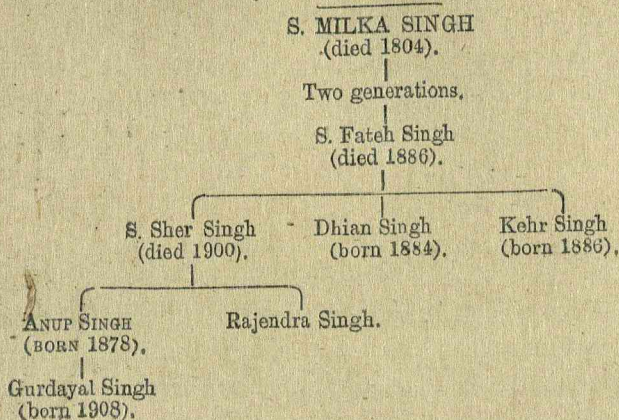 S. MILKA SINGH
(died 1804).
Two generations.
S. Fateh Singh
(died 1886).
S. Sher Singh
(died 1900).
Dhian Singh
(born 1884).
Kehr Singh
(born 1886).
ANUP SINGH
(BORN 1878).
Rajendra Singh.
Gurdayal Singh
(born 1908).